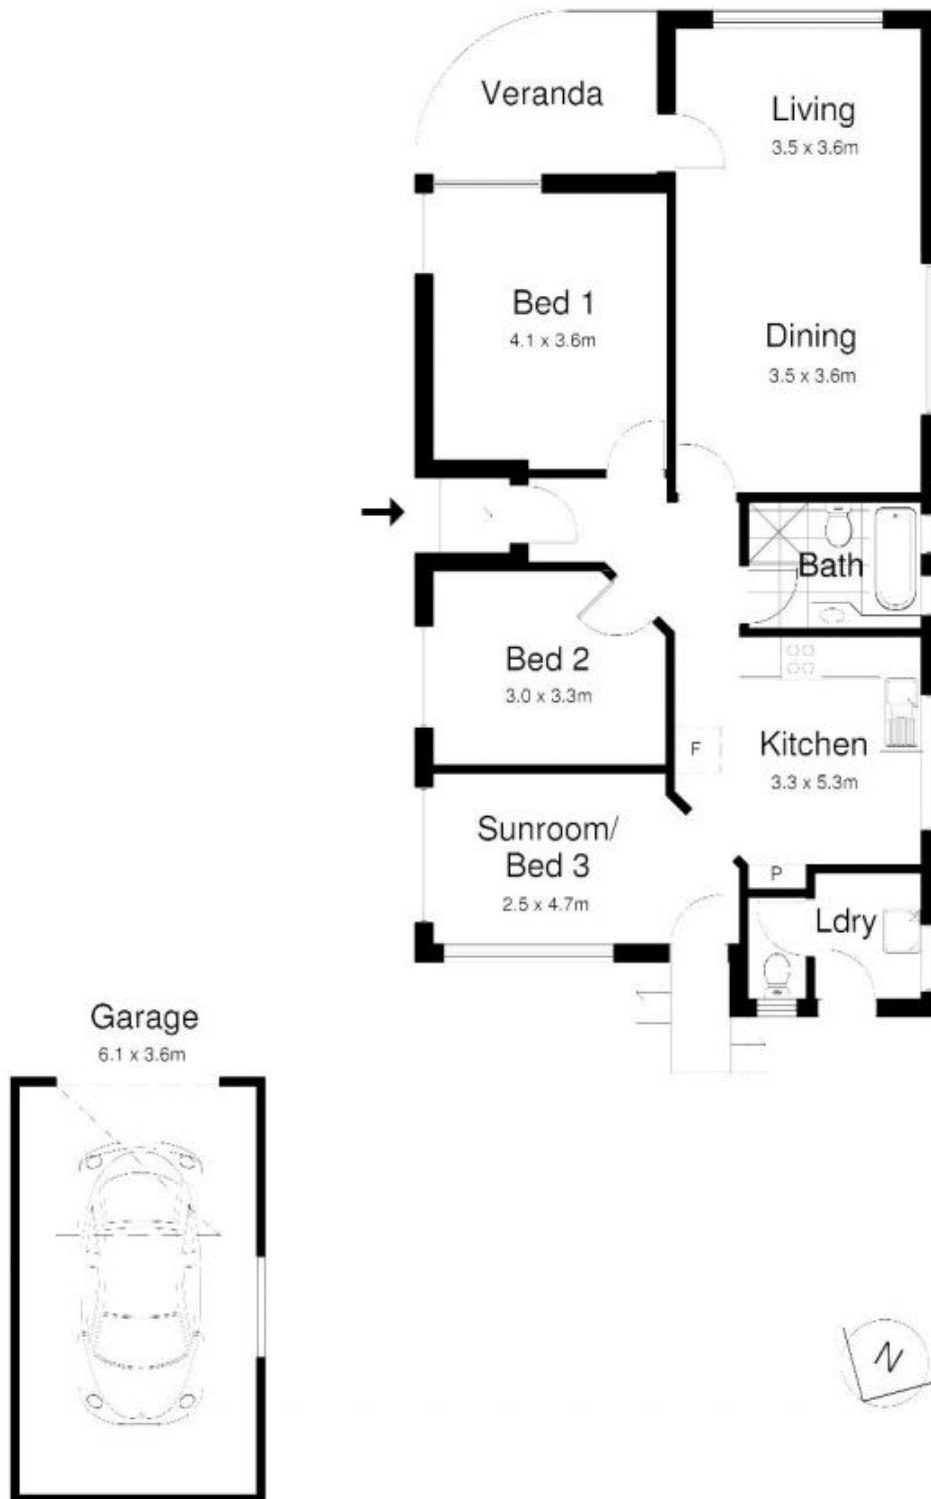 Veranda
Living
3.5 x 3.6m
Bed 1
4.1 x 3.6m
Dining
3.5 x 3.6m
Bath
Bed 2
3.0 x 3.3m
F
Kitchen
3.3 x 5.3m
Sunroom/
Bed 3
2.5 x 4.7m
P
Ldry
Garage
6.1 x 3.6m
N